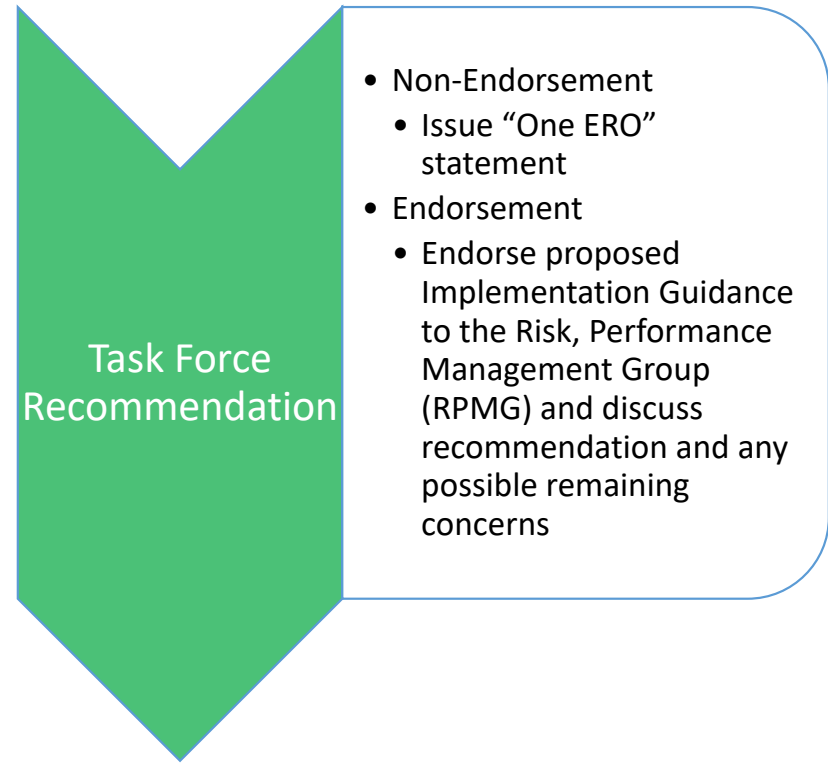 Task Force
Recommendation
• Non-Endorsement
• Issue “One ERO”
statement
• Endorsement
• Endorse proposed
Implementation Guidance
to the Risk, Performance
Management Group
(RPMG) and discuss
recommendation and any
possible remaining
concerns